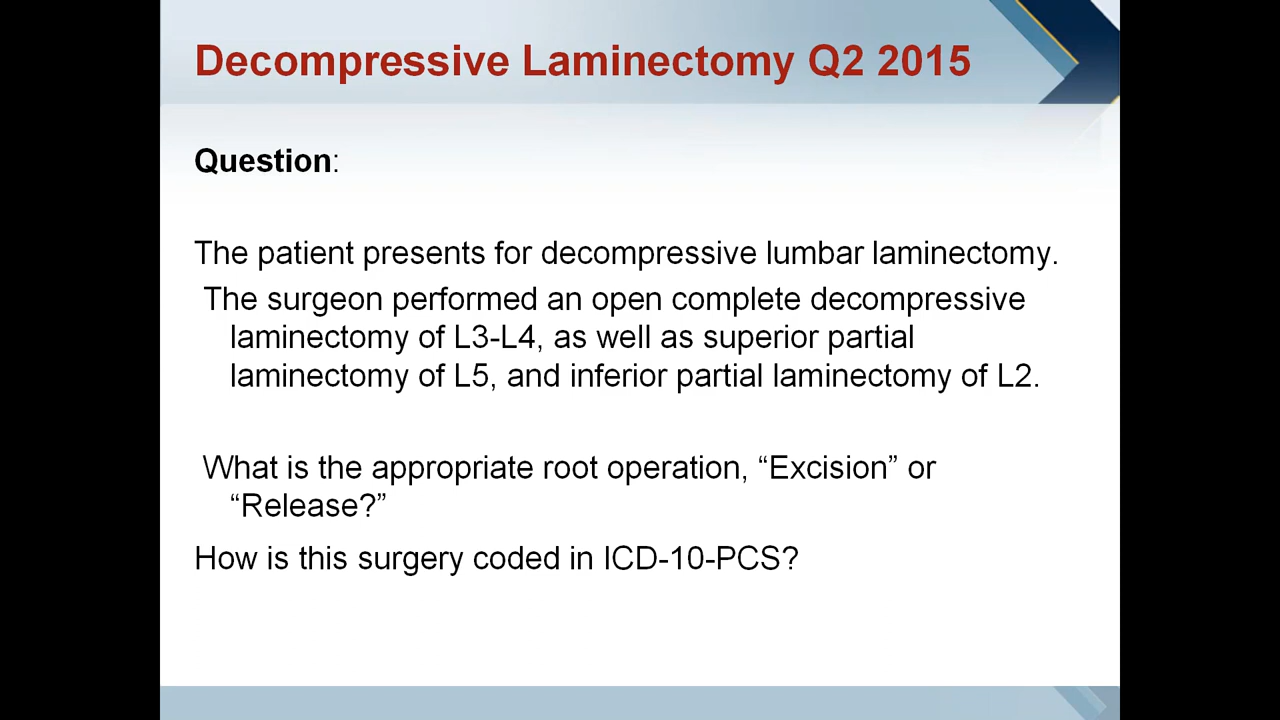 Decompressive Laminectomy Q2 2015
Question:
The patient presents for decompressive lumbar laminectomy.
The surgeon performed an open complete decompressive
laminectomy of L3-L4, as well as superior partial
laminectomy of L5, and inferior partial laminectomy of L2.
What is the appropriate root operation, “Excision” or
“Release?”
How is this surgery coded in ICD-10-PCS?